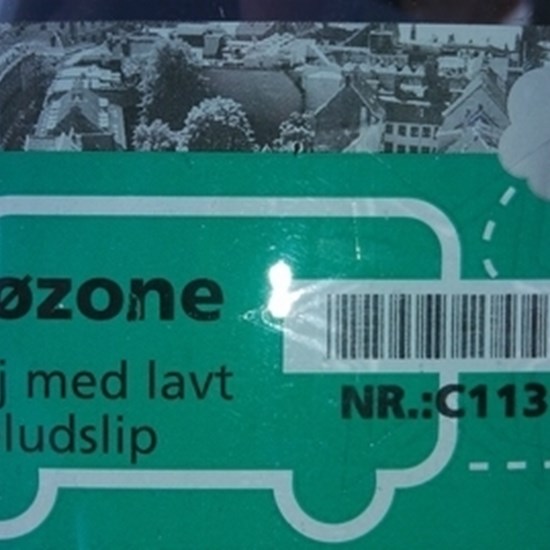 øzone
j med lavt
ludslip
NR.:C113